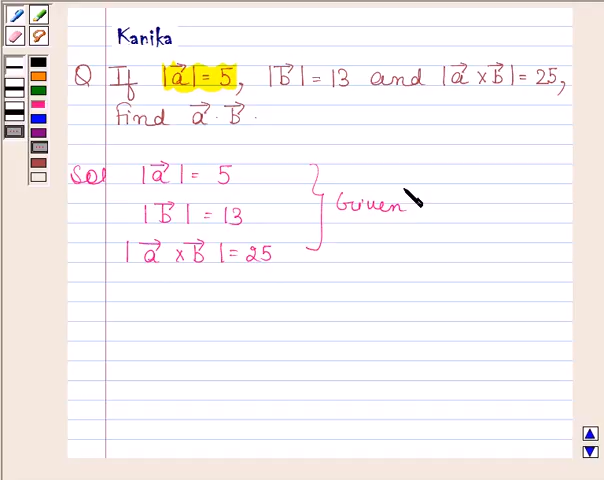 Kanika
Q If |a⃗| = 5, |b⃗| = 13 and |a⃗ × b⃗| = 25,
find a⃗ · b⃗ .
Sol |a⃗| = 5
|b⃗| = 13
Given
|a⃗ × b⃗| = 25